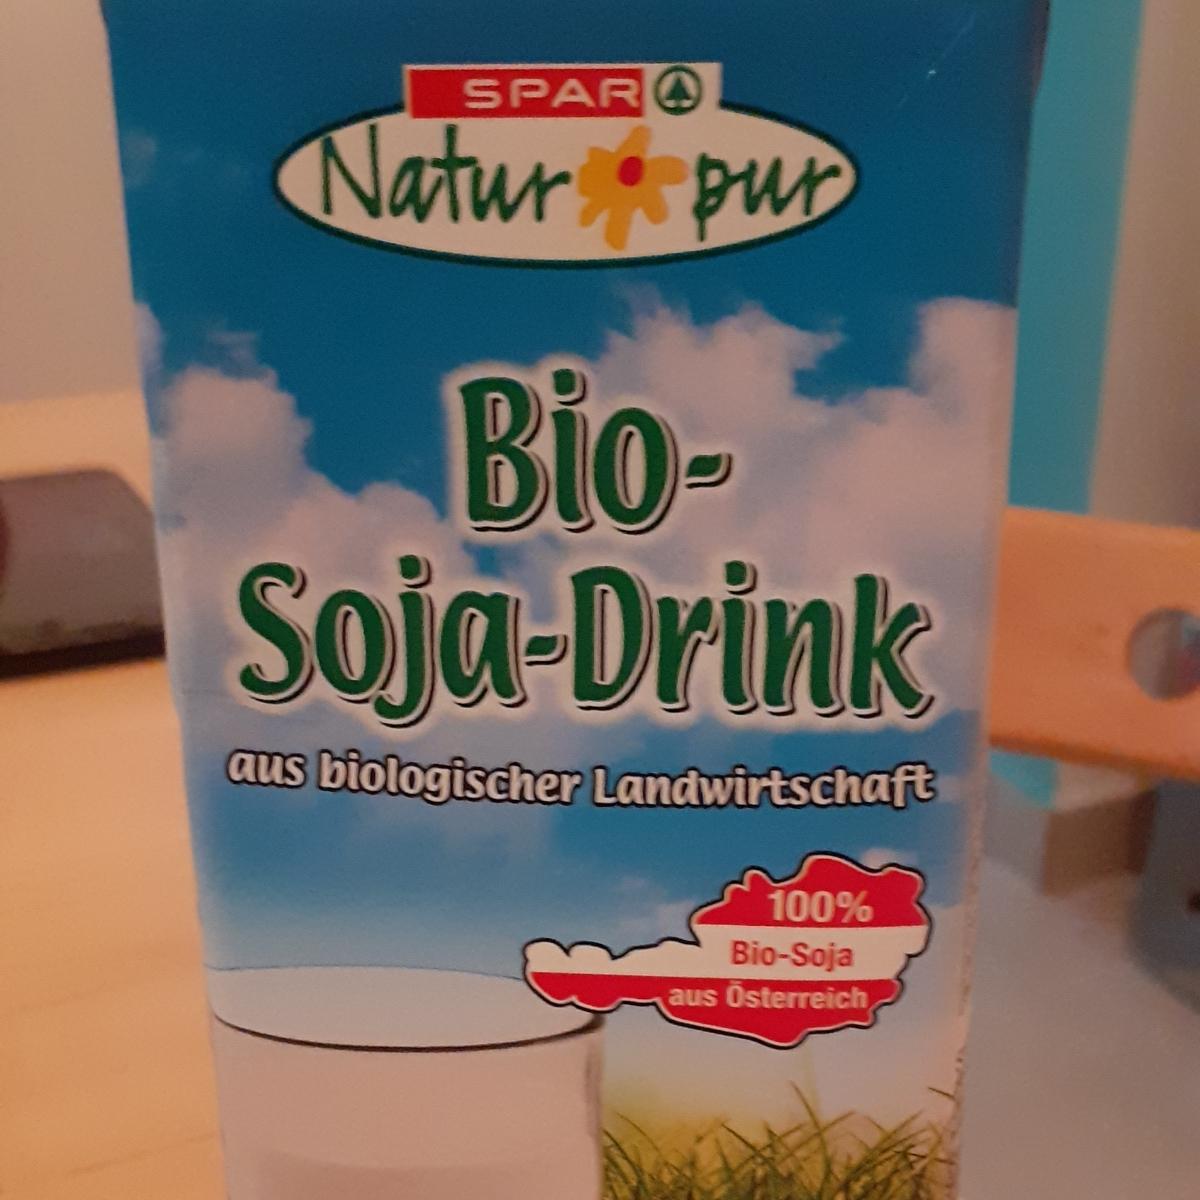 SPAR
Natur pur
Bio-
Soja-Drink
aus biologischer Landwirtschaft
100%
Bio-Soja
aus Österreich